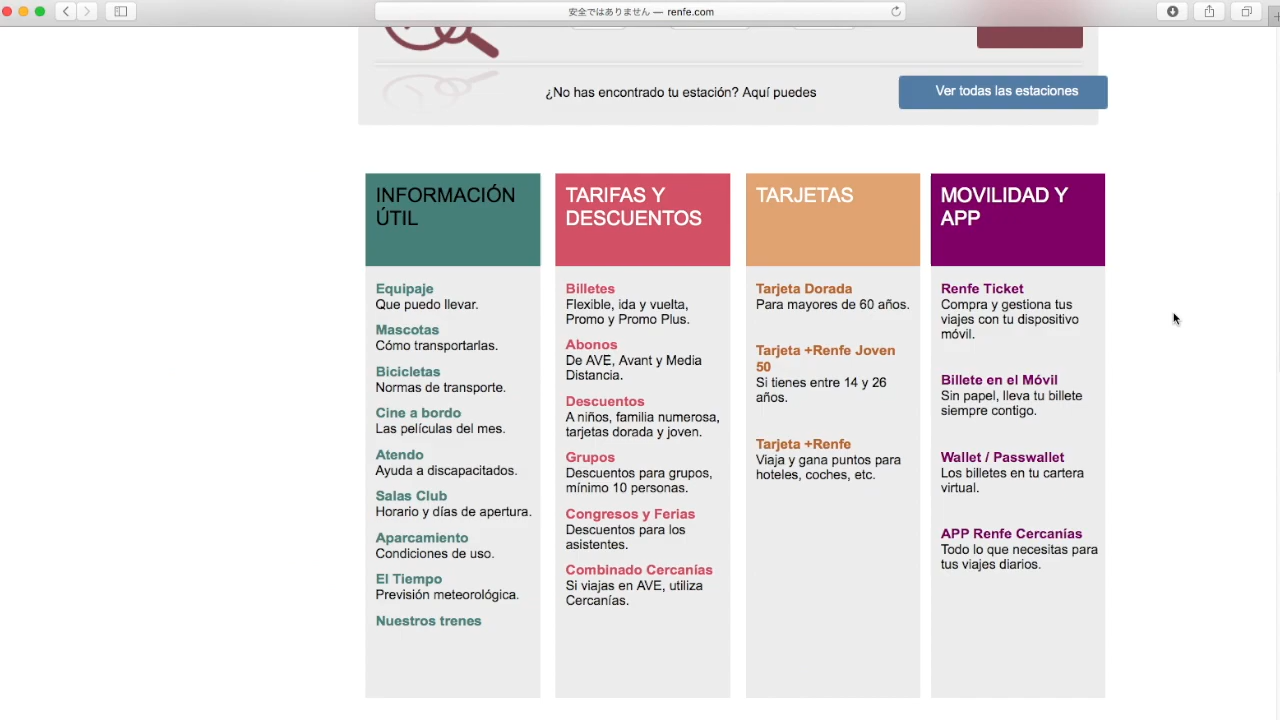 安全ではありません — renfe.com
¿No has encontrado tu estación? Aquí puedes
Ver todas las estaciones
INFORMACIÓN
ÚTIL
Equipaje
Que puedo llevar.
Mascotas
Cómo transportarlas.
Bicicletas
Normas de transporte.
Cine a bordo
Las películas del mes.
Atendo
Ayuda a discapacitados.
Salas Club
Horario y días de apertura.
Aparcamiento
Condiciones de uso.
El Tiempo
Previsión meteorológica.
Nuestros trenes
TARIFAS Y
DESCUENTOS
Billetes
Flexible, ida y vuelta,
Promo y Promo Plus.
Abonos
De AVE, Avant y Media
Distancia.
Descuentos
A niños, familia numerosa,
tarjetas dorada y joven.
Grupos
Descuentos para grupos,
mínimo 10 personas.
Congresos y Ferias
Descuentos para los
asistentes.
Combinado Cercanías
Si viajas en AVE, utiliza
Cercanías.
TARJETAS
Tarjeta Dorada
Para mayores de 60 años.
Tarjeta +Renfe Joven
50
Si tienes entre 14 y 26
años.
Tarjeta +Renfe
Viaja y gana puntos para
hoteles, coches, etc.
MOVILIDAD Y
APP
Renfe Ticket
Compra y gestiona tus
viajes con tu dispositivo
móvil.
Billete en el Móvil
Sin papel, lleva tu billete
siempre contigo.
Wallet / Passwallet
Los billetes en tu cartera
virtual.
APP Renfe Cercanías
Todo lo que necesitas para
tus viajes diarios.